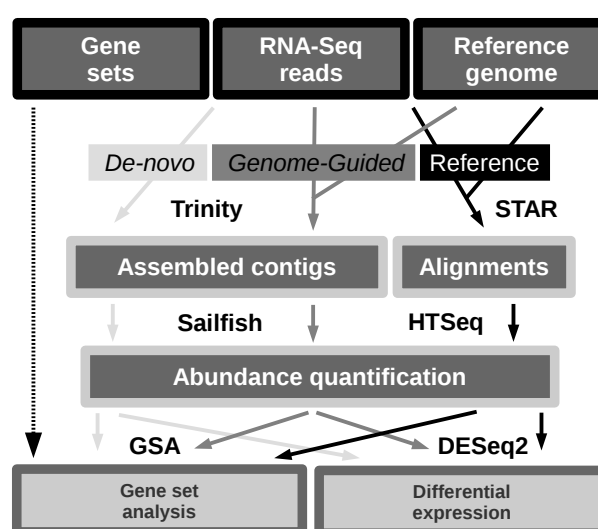 Gene
sets
RNA-Seq
reads
Reference
genome
De-novo
Genome-Guided
Reference
Trinity
STAR
Assembled contigs
Alignments
Sailfish
HTSeq
Abundance quantification
GSA
DESeq2
Gene set
analysis
Differential
expression